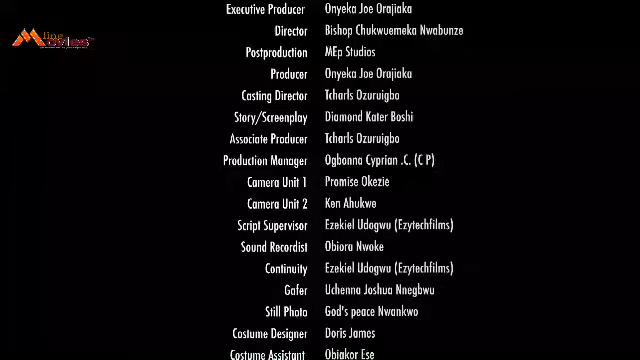 Executive Producer Onyeka Joe Orajiaka
Director Bishop Chukwuemeka Nwabunze
Postproduction MEp Studios
Producer Onyeka Joe Orajiaka
Casting Director Tcharls Ozuruigbo
Story/Screenplay Diamond Kater Boshi
Associate Producer Tcharls Ozuruigbo
Production Manager Ogbonna Cyprian .C. (C P)
Camera Unit 1 Promise Okezie
Camera Unit 2 Ken Ahukwe
Script Supervisor Ezekiel Udogwu (Ezytechfilms)
Sound Recordist Obiora Nwoke
Continuity Ezekiel Udogwu (Ezytechfilms)
Gafer Uchenna Joshua Nnegbwu
Still Photo God's peace Nwankwo
Costume Designer Doris James
Costume Assistant Obiakor Ese
ling
Movies